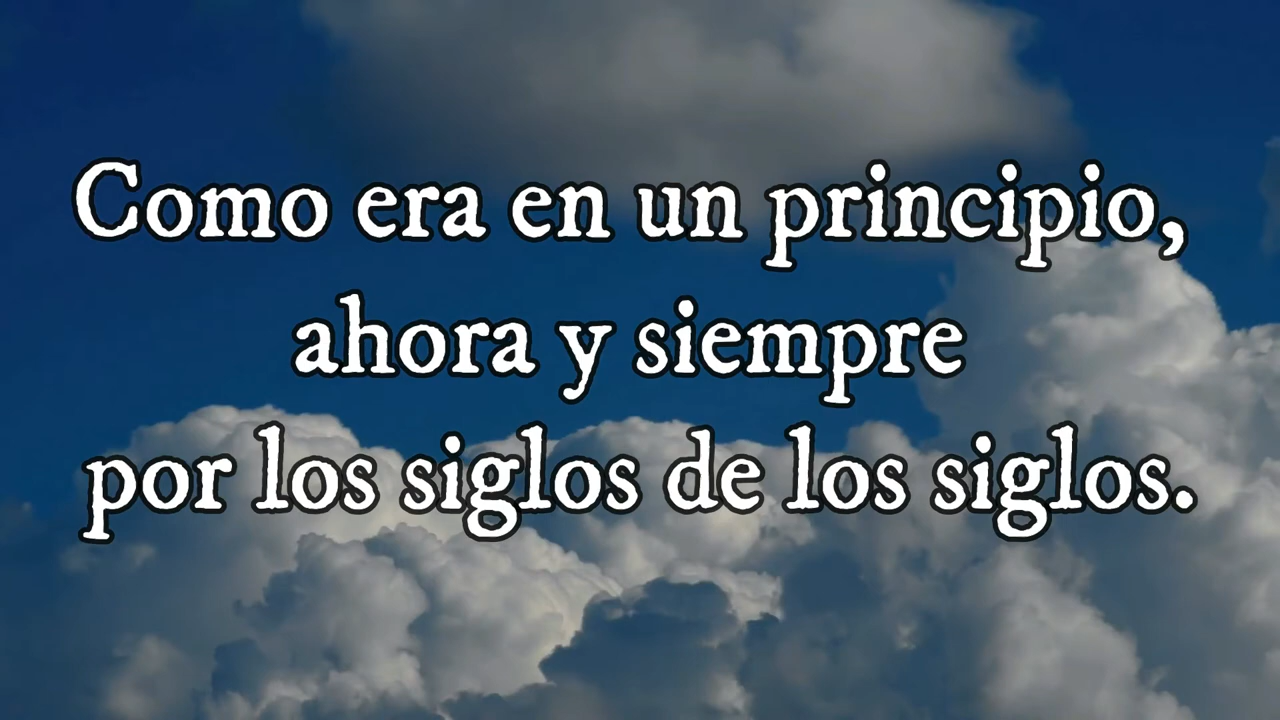 Como era en un principio,
ahora y siempre
por los siglos de los siglos.